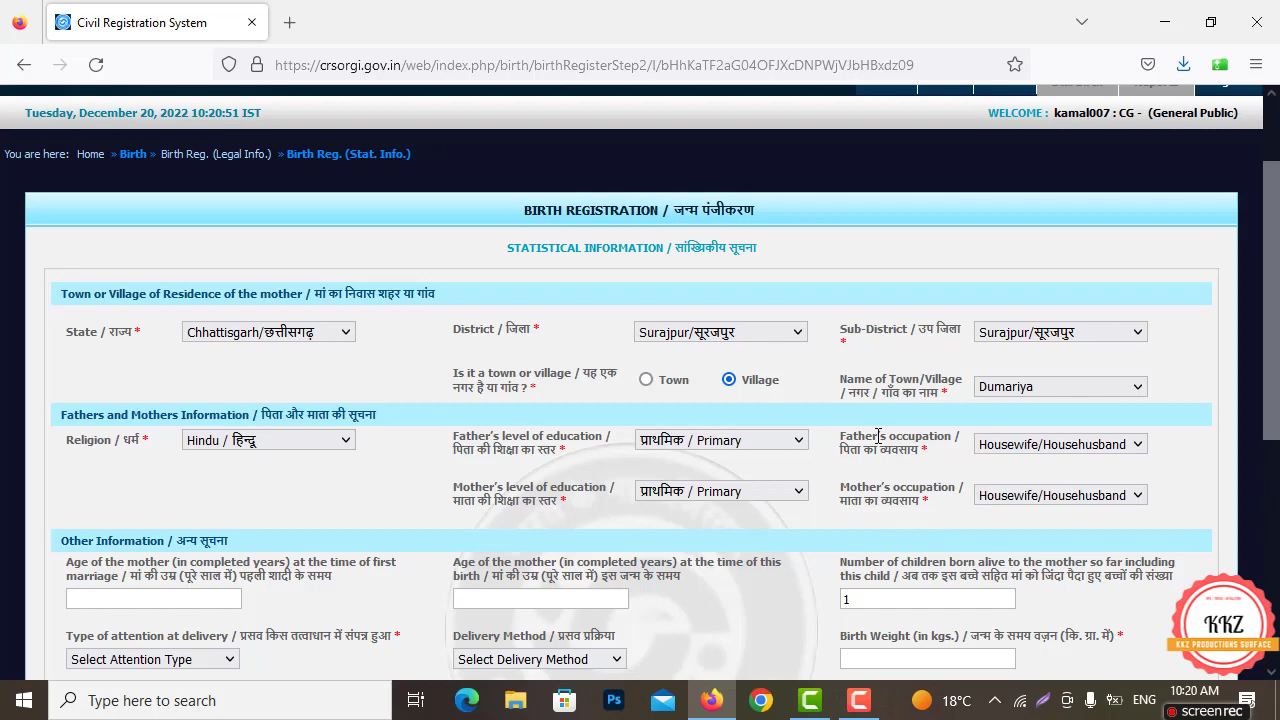 Civil Registration System
https://crsorgi.gov.in/web/index.php/birth/birthRegisterStep2/I/bHhKaTF2aG04OFJXcDNPWjVJbHBxdz09
Tuesday, December 20, 2022 10:20:51 IST
WELCOME : kamal007 : CG - (General Public)
You are here: Home » Birth » Birth Reg. (Legal Info.) » Birth Reg. (Stat. Info.)
BIRTH REGISTRATION / जन्म पंजीकरण
STATISTICAL INFORMATION / सांख्यिकीय सूचना
Town or Village of Residence of the mother / मां का निवास शहर या गांव
State / राज्य * Chhattisgarh/छत्तीसगढ़ District / जिला * Surajpur/सूरजपुर Sub-District / उप जिला * Surajpur/सूरजपुर
Is it a town or village / यह एक नगर है या गांव ? * Town Village Name of Town/Village / नगर / गाँव का नाम * Dumariya
Fathers and Mothers Information / पिता और माता की सूचना
Religion / धर्म * Hindu / हिन्दू Father's level of education / पिता की शिक्षा का स्तर * प्राथमिक / Primary Father's occupation / पिता का व्यवसाय * Housewife/Househusband
Mother's level of education / माता की शिक्षा का स्तर * प्राथमिक / Primary Mother's occupation / माता का व्यवसाय * Housewife/Househusband
Other Information / अन्य सूचना
Age of the mother (in completed years) at the time of first marriage / मां की उम्र (पूरे साल में) पहली शादी के समय
Age of the mother (in completed years) at the time of this birth / मां की उम्र (पूरे साल में) इस जन्म के समय
Number of children born alive to the mother so far including this child / अब तक इस बच्चे सहित मां को जिंदा पैदा हुए बच्चों की संख्या
1
Type of attention at delivery / प्रसव किस तत्वाधान में संपन्न हुआ * Delivery Method / प्रसव प्रक्रिया Birth Weight (in kgs.) / जन्म के समय वज़न (कि. ग्रा. में) *
Select Attention Type Select Delivery Method
KKZ
KKZ PRODUCTIONS SURFACE
Type here to search
Ps
18°C
ENG
10:20 AM
screen rec